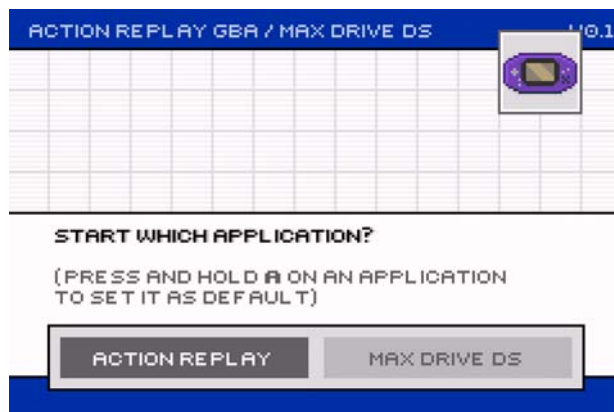 ACTION REPLAY GBA / MAX DRIVE DS V0.1
START WHICH APPLICATION?
(PRESS AND HOLD A ON AN APPLICATION
TO SET IT AS DEFAULT)
ACTION REPLAY MAX DRIVE DS